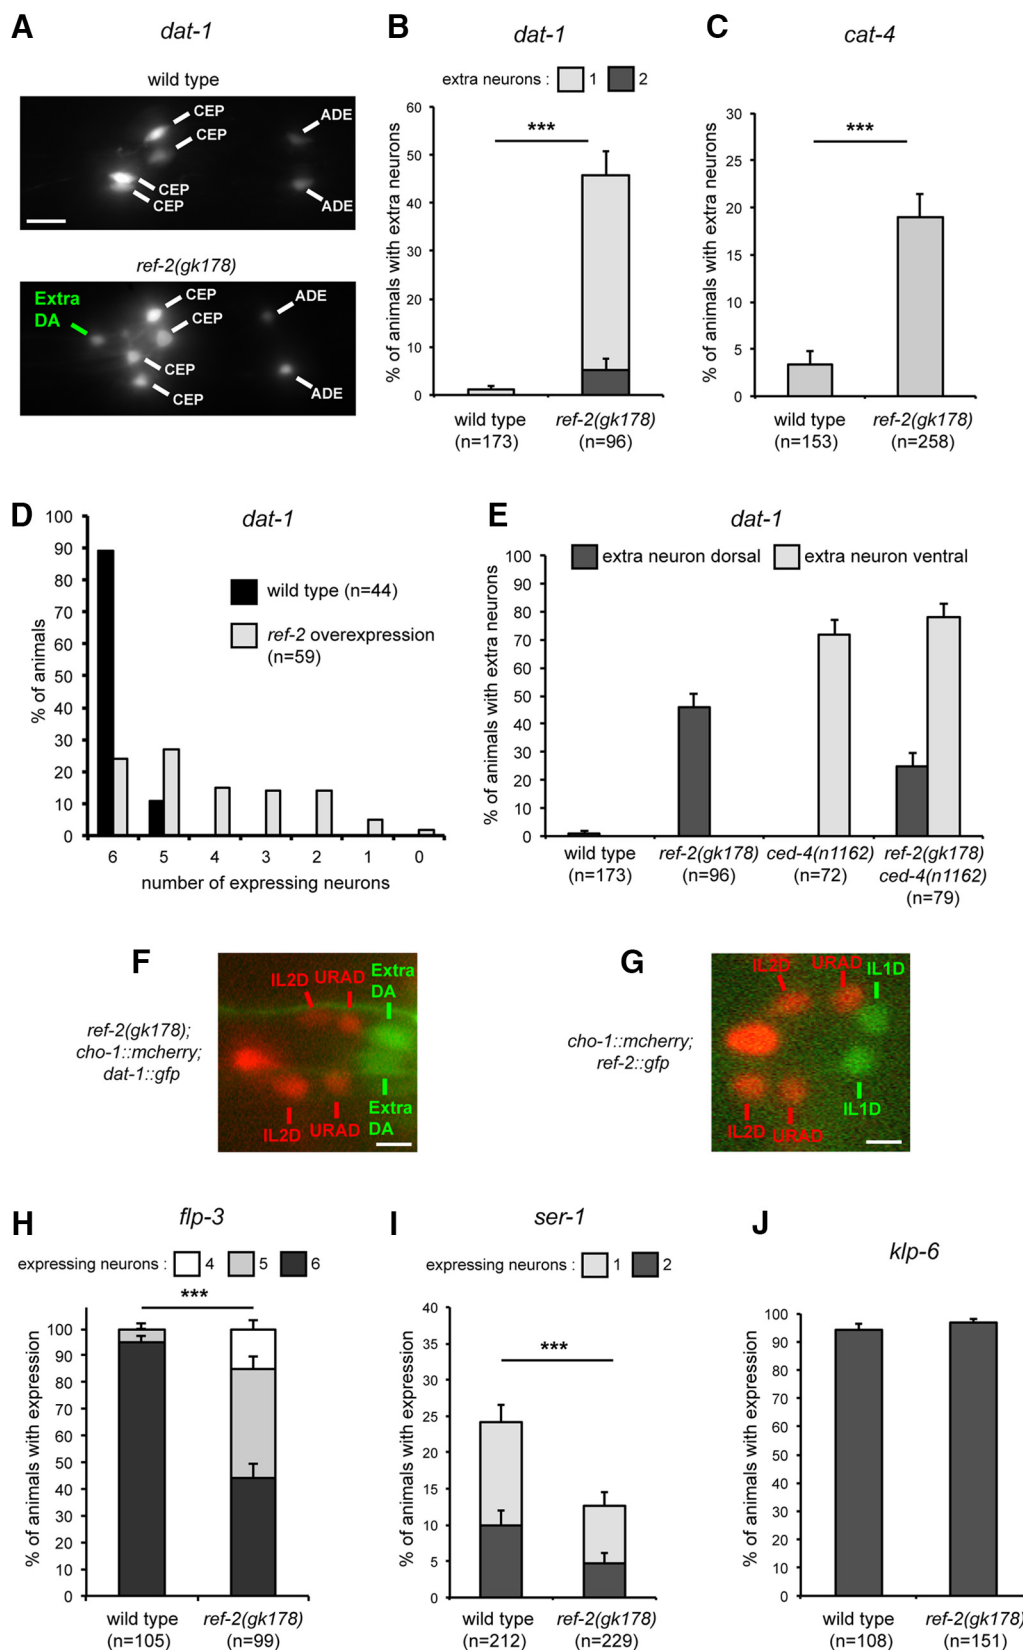 A
dat-1
wild type
CEP
CEP
CEP
CEP
ADE
ADE
ref-2(gk178)
Extra
DA
CEP
CEP
CEP
CEP
ADE
ADE
B
dat-1
extra neurons : 1 2
% of animals with extra neurons
60
50
40
30
20
10
0
***
wild type
(n=173)
ref-2(gk178)
(n=96)
C
cat-4
% of animals with extra neurons
30
25
20
15
10
5
0
***
wild type
(n=153)
ref-2(gk178)
(n=258)
D
dat-1
% of animals
100
90
80
70
60
50
40
30
20
10
0
wild type (n=44)
ref-2 overexpression
(n=59)
6 5 4 3 2 1 0
number of expressing neurons
E
dat-1
extra neuron dorsal
extra neuron ventral
% of animals with extra neurons
100
90
80
70
60
50
40
30
20
10
0
wild type
(n=173)
ref-2(gk178)
(n=96)
ced-4(n1162)
(n=72)
ref-2(gk178)
ced-4(n1162)
(n=79)
F
ref-2(gk178);
cho-1::mcherry;
dat-1::gfp
IL2D
URAD
Extra
DA
IL2D
URAD
Extra
DA
G
cho-1::mcherry;
ref-2::gfp
IL2D
URAD
IL1D
IL2D
URAD
IL1D
H
flp-3
expressing neurons : 4 5 6
% of animals with expression
100
90
80
70
60
50
40
30
20
10
0
***
wild type
(n=105)
ref-2(gk178)
(n=99)
I
ser-1
expressing neurons : 1 2
% of animals with expression
40
35
30
25
20
15
10
5
0
***
wild type
(n=212)
ref-2(gk178)
(n=229)
J
klp-6
% of animals with expression
100
90
80
70
60
50
40
30
20
10
0
wild type
(n=108)
ref-2(gk178)
(n=151)